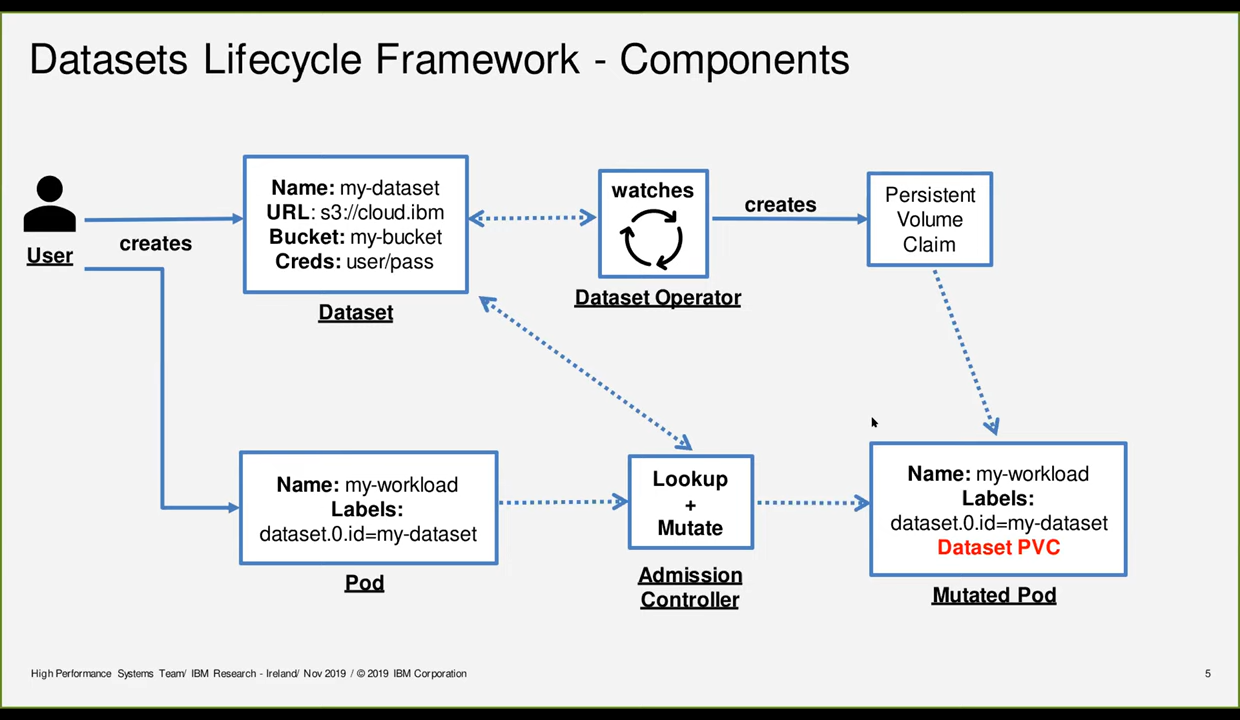 Datasets Lifecycle Framework - Components
User
creates
Name: my-dataset
URL: s3://cloud.ibm
Bucket: my-bucket
Creds: user/pass
Dataset
watches
Dataset Operator
creates
Persistent
Volume
Claim
Name: my-workload
Labels:
dataset.0.id=my-dataset
Pod
Lookup
+
Mutate
Admission
Controller
Name: my-workload
Labels:
dataset.0.id=my-dataset
Dataset PVC
Mutated Pod
High Performance Systems Team/ IBM Research - Ireland/ Nov 2019 / © 2019 IBM Corporation
5